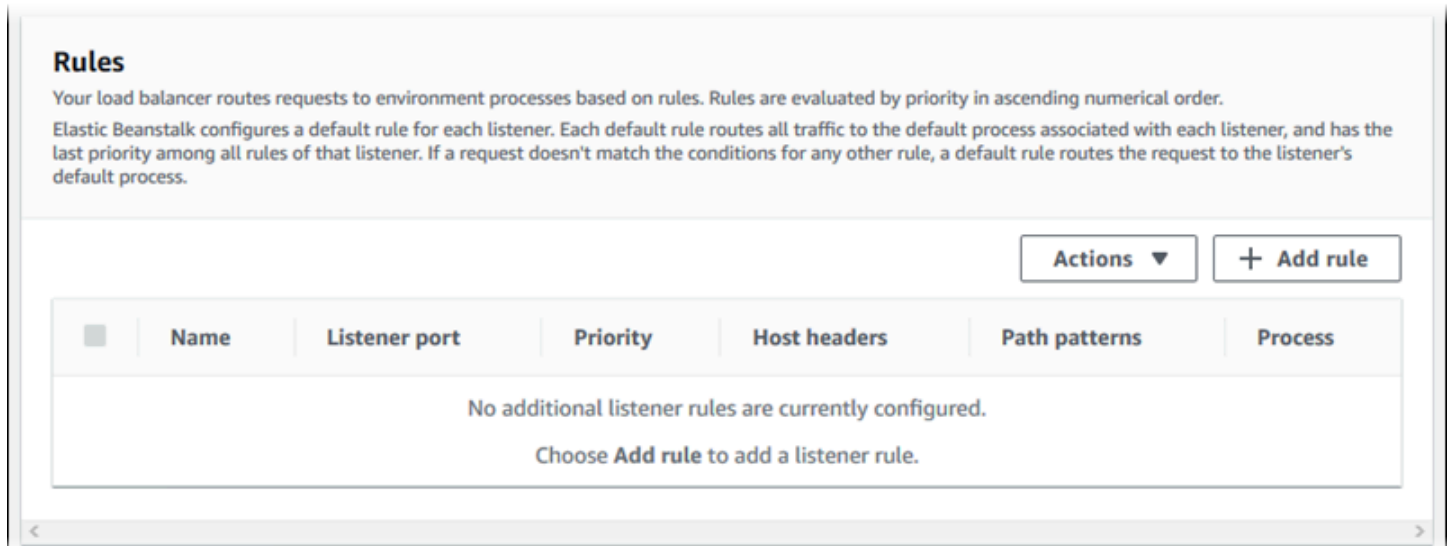 Rules
Your load balancer routes requests to environment processes based on rules. Rules are evaluated by priority in ascending numerical order.
Elastic Beanstalk configures a default rule for each listener. Each default rule routes all traffic to the default process associated with each listener, and has the
last priority among all rules of that listener. If a request doesn't match the conditions for any other rule, a default rule routes the request to the listener's
default process.
Actions ▼ + Add rule
Name Listener port Priority Host headers Path patterns Process
No additional listener rules are currently configured.
Choose Add rule to add a listener rule.